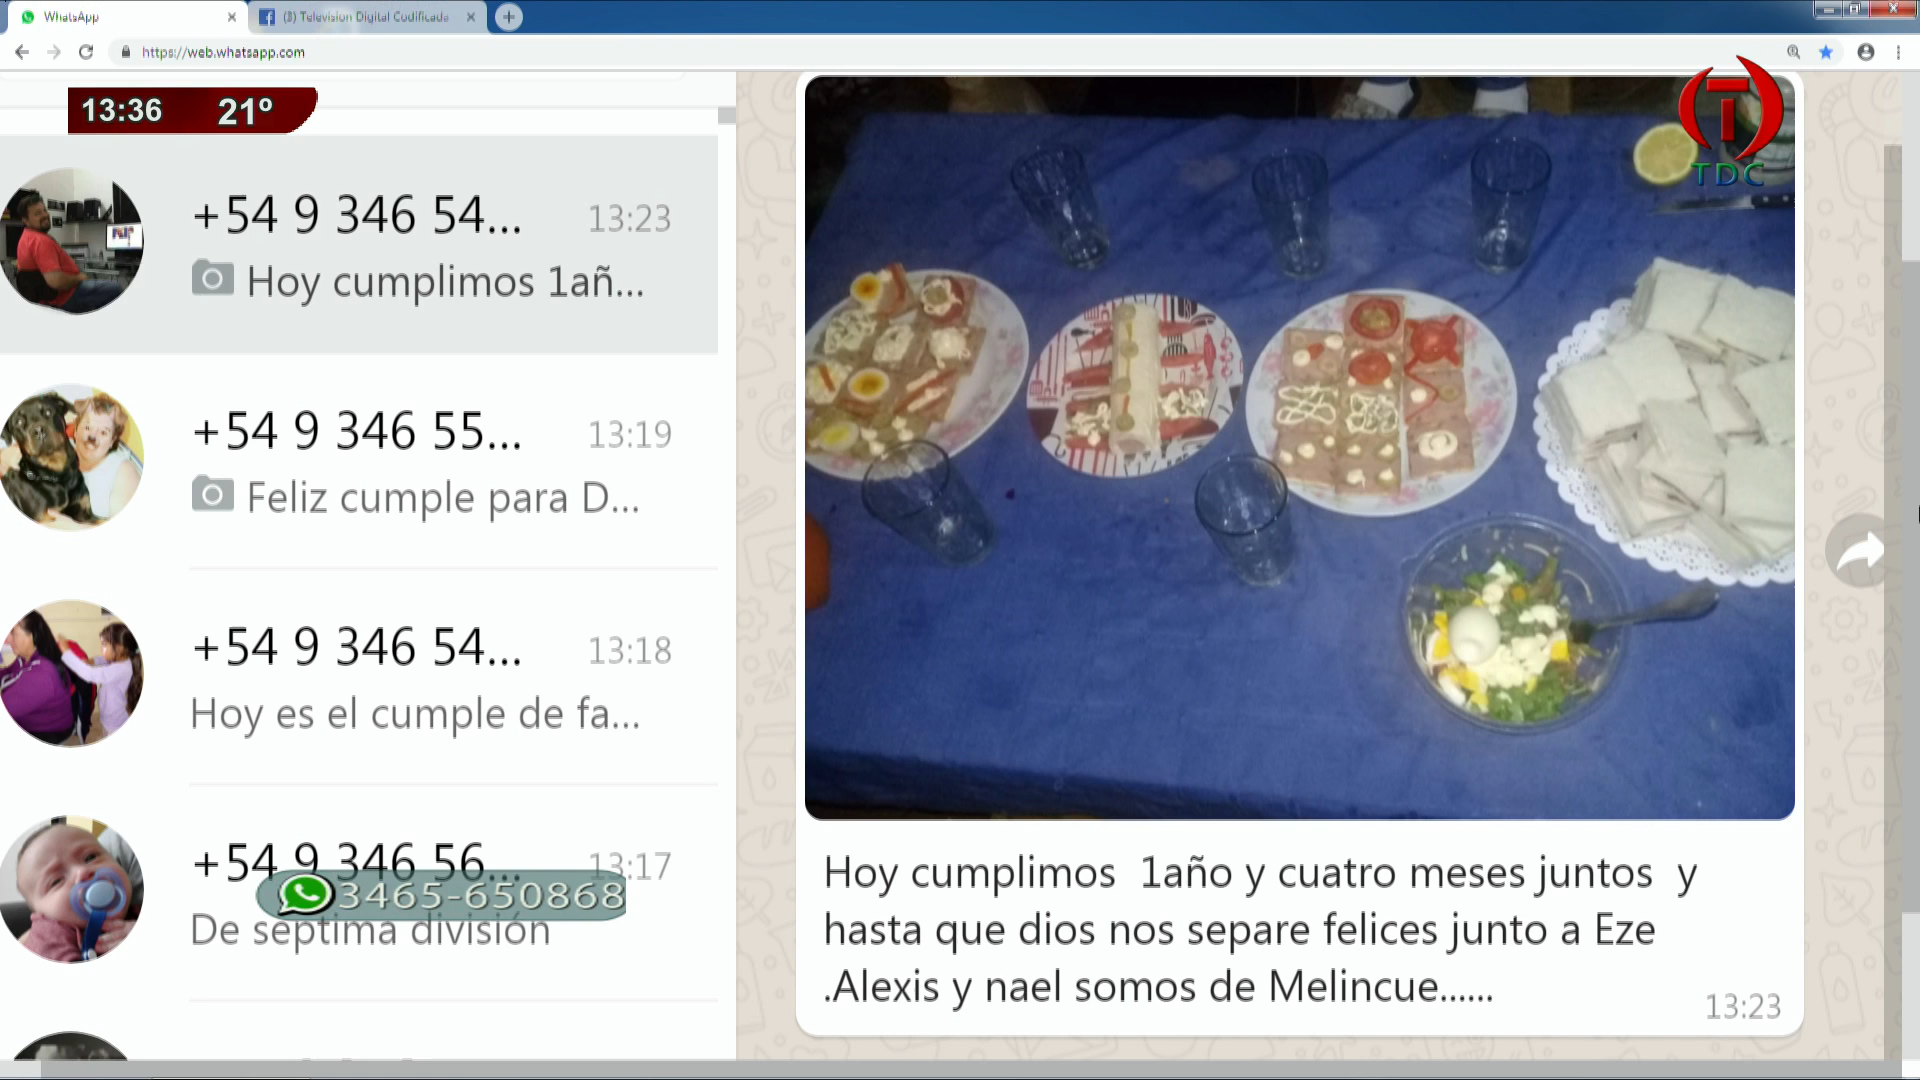 WhatsApp
(3) Television Digital Codificada
https://web.whatsapp.com
13:36 21º
TDC
+54 9 346 54... 13:23
Hoy cumplimos 1añ...
+54 9 346 55... 13:19
Feliz cumple para D...
+54 9 346 54... 13:18
Hoy es el cumple de fa...
+54 9 346 56... 13:17
3465-650868
De septima división
Hoy cumplimos 1año y cuatro meses juntos y
hasta que dios nos separe felices junto a Eze
.Alexis y nael somos de Melincue......
13:23